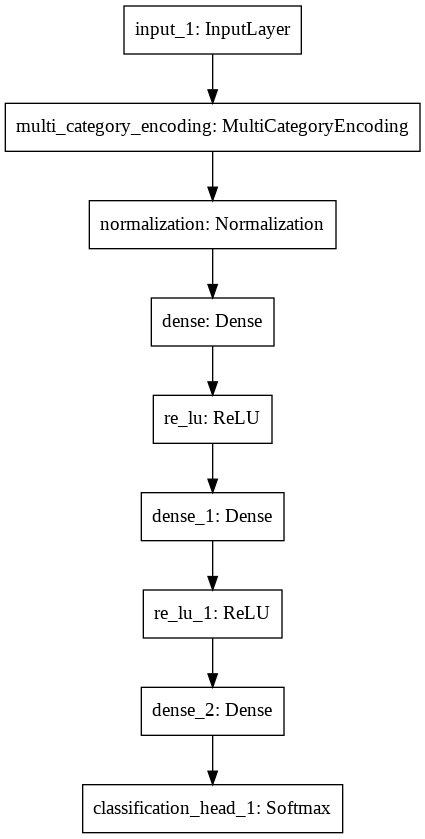 input_1: InputLayer
multi_category_encoding: MultiCategoryEncoding
normalization: Normalization
dense: Dense
re_lu: ReLU
dense_1: Dense
re_lu_1: ReLU
dense_2: Dense
classification_head_1: Softmax